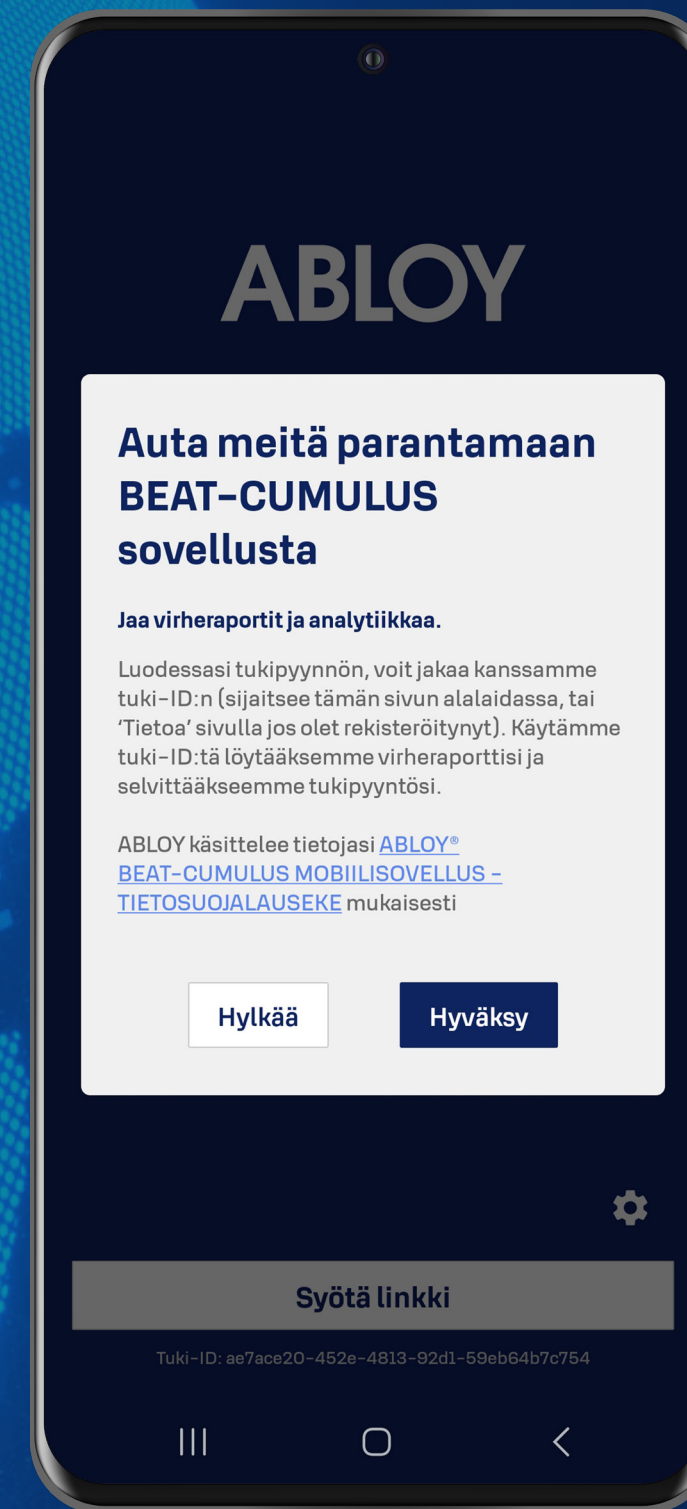 ABLOY
Auta meitä parantamaan
BEAT-CUMULUS
sovellusta
Jaa virheraportit ja analytiikkaa.
Luodessasi tukipyynnön, voit jakaa kanssamme
tuki-ID:n (sijaitsee tämän sivun alalaidassa, tai
‘Tietoa’ sivulla jos olet rekisteröitynyt). Käytämme
tuki-ID:tä löytääksemme virheraporttisi ja
selvittääkseemme tukipyyntösi.
ABLOY käsittelee tietojasi ABLOY®
BEAT-CUMULUS MOBIILISOVELLUS -
TIETOSUOJALAUSEKE mukaisesti
Hylkää Hyväksy
Syötä linkki
Tuki-ID: ae7ace20-452e-4813-92d1-59eb64b7c754